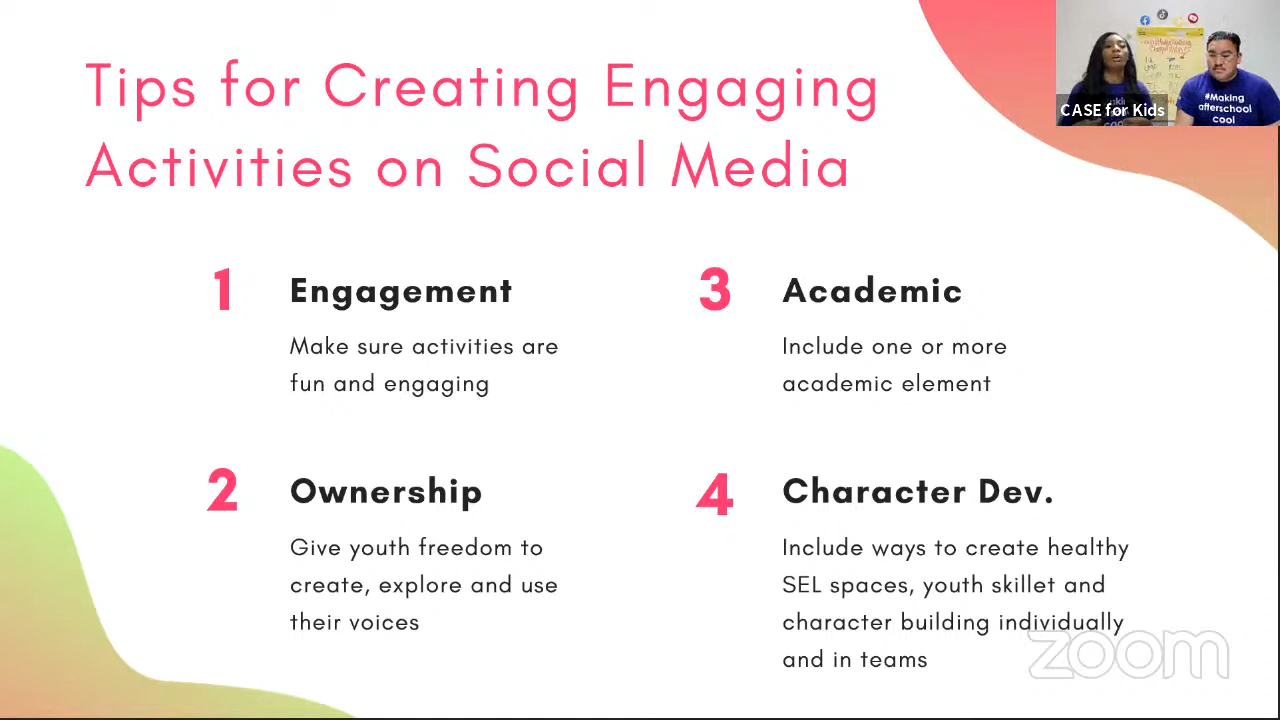 Tips for Creating Engaging
Activities on Social Media
1
Engagement
Make sure activities are
fun and engaging
2
Ownership
Give youth freedom to
create, explore and use
their voices
3
Academic
Include one or more
academic element
4
Character Dev.
Include ways to create healthy
SEL spaces, youth skillet and
character building individually
and in teams
CASE for Kids
#Making
afterschool
cool
zoom